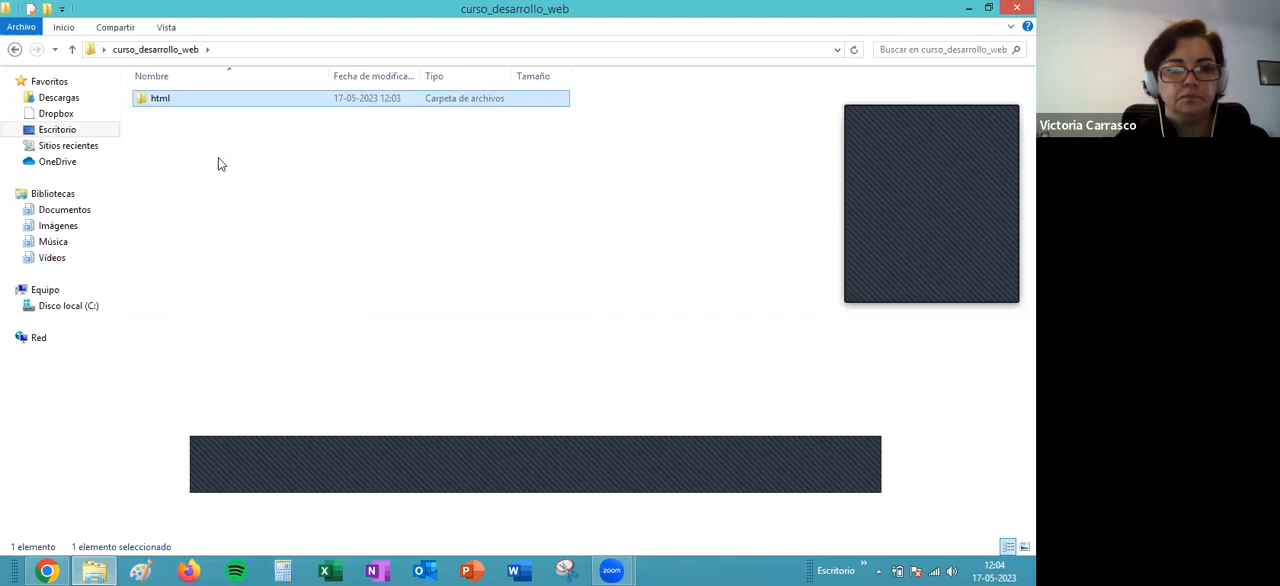 curso_desarrollo_web
Archivo Inicio Compartir Vista
curso_desarrollo_web
Buscar en curso_desarrollo_web
Nombre Fecha de modifica... Tipo Tamaño
html 17-05-2023 12:03 Carpeta de archivos
Favoritos
Descargas
Dropbox
Escritorio
Sitios recientes
OneDrive
Bibliotecas
Documentos
Imágenes
Música
Vídeos
Equipo
Disco local (C:)
Red
Victoria Carrasco
1 elemento 1 elemento seleccionado
zoom
Escritorio
12:04
17-05-2023